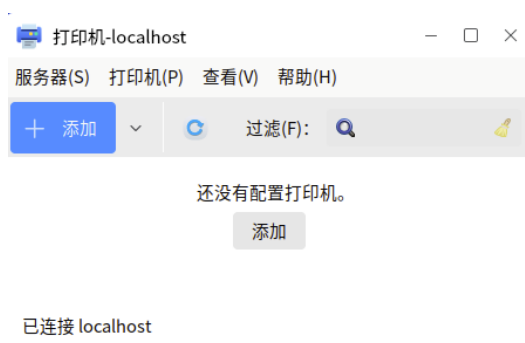 打印机-localhost
服务器(S) 打印机(P) 查看(V) 帮助(H)
添加 过滤(F):
还没有配置打印机。
添加
已连接 localhost